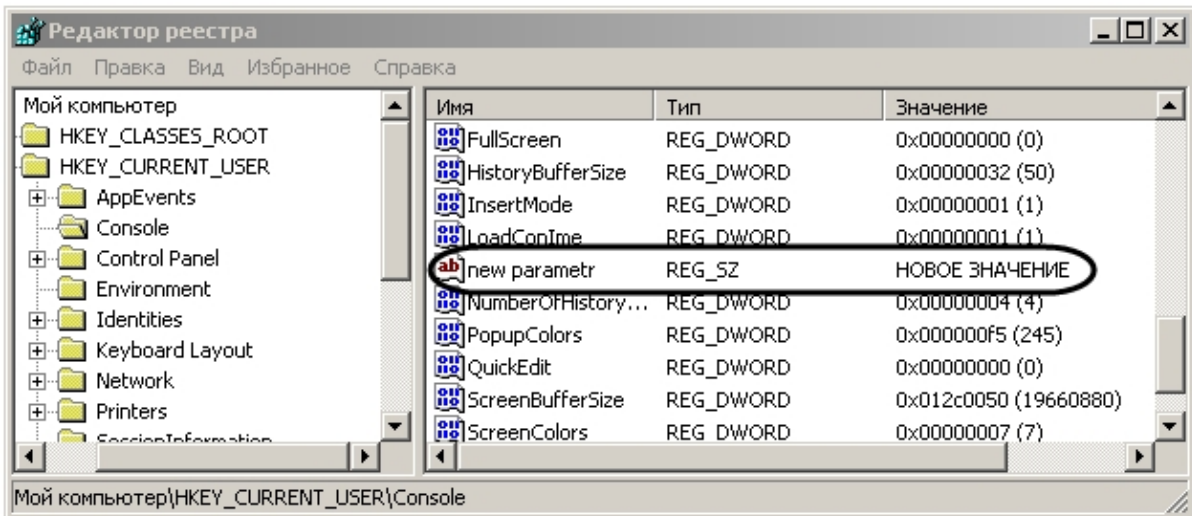 Редактор реестра
Файл Правка Вид Избранное Справка
Мой компьютер
HKEY_CLASSES_ROOT
HKEY_CURRENT_USER
AppEvents
Console
Control Panel
Environment
Identities
Keyboard Layout
Network
Printers
SessionInformation
Имя Тип Значение
FullScreen REG_DWORD 0x00000000 (0)
HistoryBufferSize REG_DWORD 0x00000032 (50)
InsertMode REG_DWORD 0x00000001 (1)
LoadConIme REG_DWORD 0x00000001 (1)
new parametr REG_SZ НОВОЕ ЗНАЧЕНИЕ
NumberOfHistory... REG_DWORD 0x00000004 (4)
PopupColors REG_DWORD 0x000000f5 (245)
QuickEdit REG_DWORD 0x00000000 (0)
ScreenBufferSize REG_DWORD 0x012c0050 (19660880)
ScreenColors REG_DWORD 0x00000007 (7)
Мой компьютер\HKEY_CURRENT_USER\Console